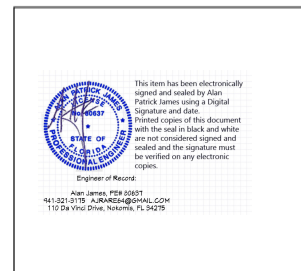 ALAN PATRICK JAMES
LICENSE
No. 80637
STATE OF
FLORIDA
PROFESSIONAL ENGINEER
This item has been electronically
signed and sealed by Alan
Patrick James using a Digital
Signature and date.
Printed copies of this document
with the seal in black and white
are not considered signed and
sealed and the signature must
be verified on any electronic
copies.
Engineer of Record:
Alan James, PE# 80637
941-321-3175 AJRARE64@GMAIL.COM
110 Da Vinci Drive, Nokomis, FL 34275